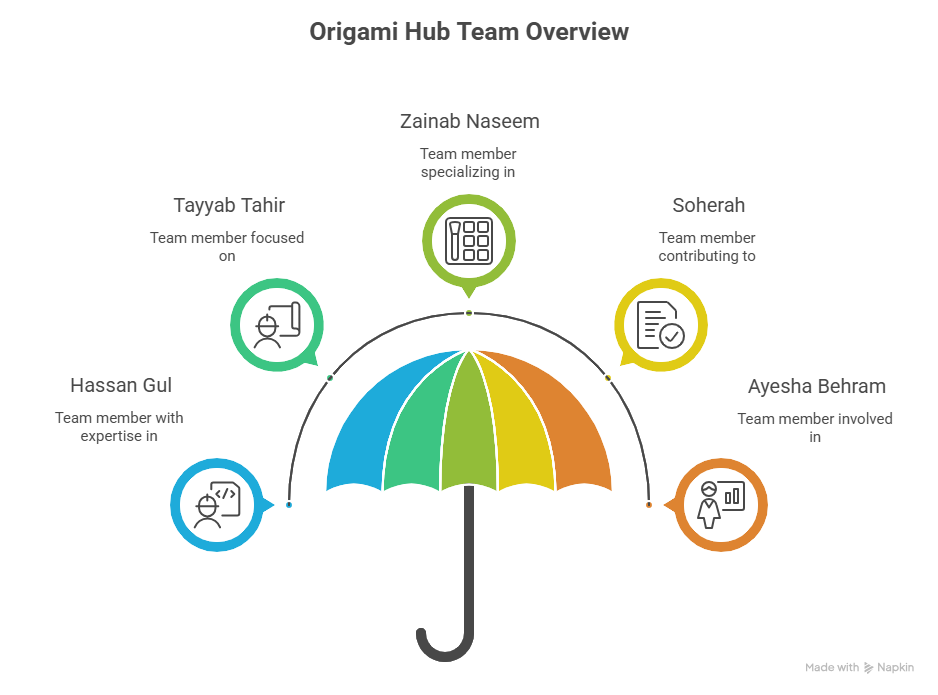 Origami Hub Team Overview
Zainab Naseem
Team member
specializing in
Tayyab Tahir
Team member focused
on
Soherah
Team member
contributing to
Hassan Gul
Team member with
expertise in
Ayesha Behram
Team member involved
in
Made with Napkin